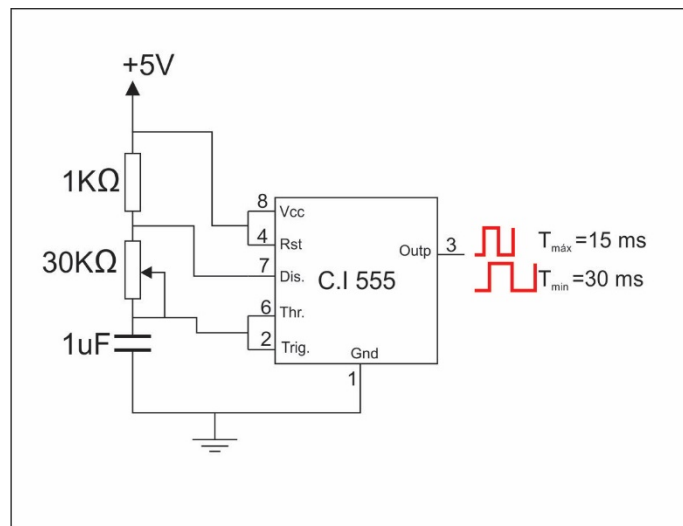 +5V
1KΩ
30KΩ
1uF
8
Vcc
4
Rst
7
Dis.
6
Thr.
2
Trig.
C.I 555
Outp
3
Gnd
1
Tmáx =15 ms
Tmin =30 ms